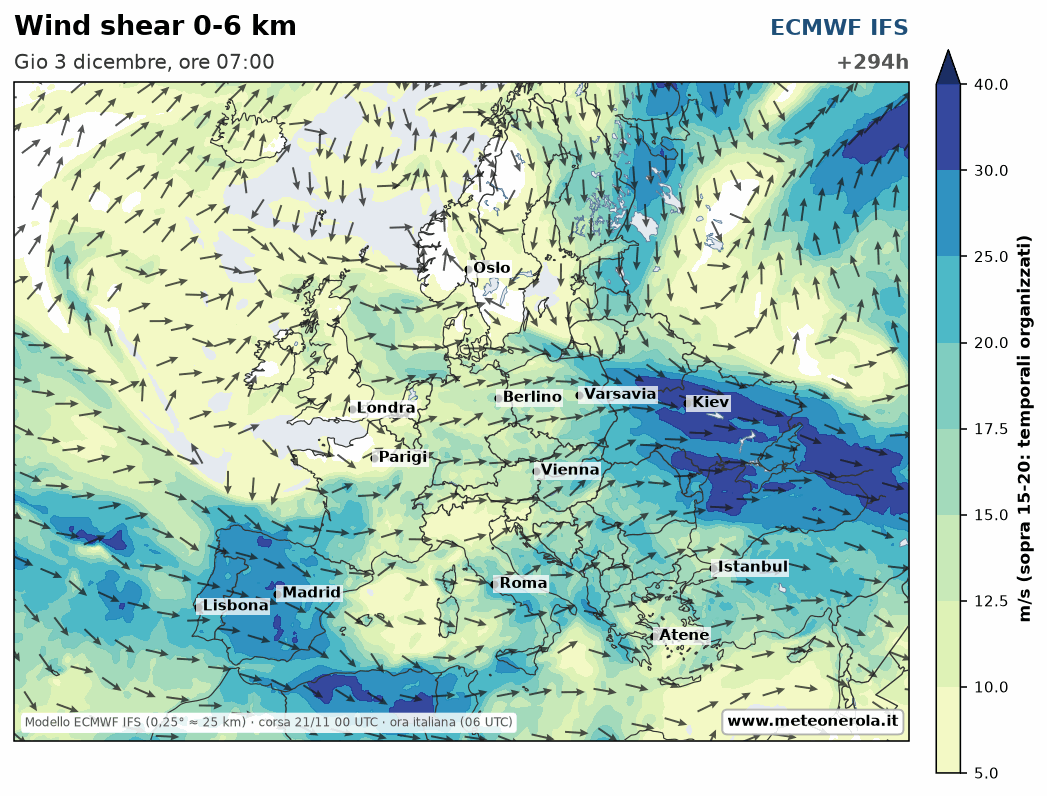 Wind shear 0-6 km
ECMWF IFS
Gio 3 dicembre, ore 07:00
+294h
Oslo
Berlino
Varsavia
Kiev
Londra
Parigi
Vienna
Istanbul
Roma
Madrid
Lisbona
Atene
Modello ECMWF IFS (0,25° ≈ 25 km) · corsa 21/11 00 UTC · ora italiana (06 UTC)
www.meteonerola.it
40.0
30.0
25.0
20.0
17.5
15.0
12.5
10.0
5.0
m/s (sopra 15-20: temporali organizzati)